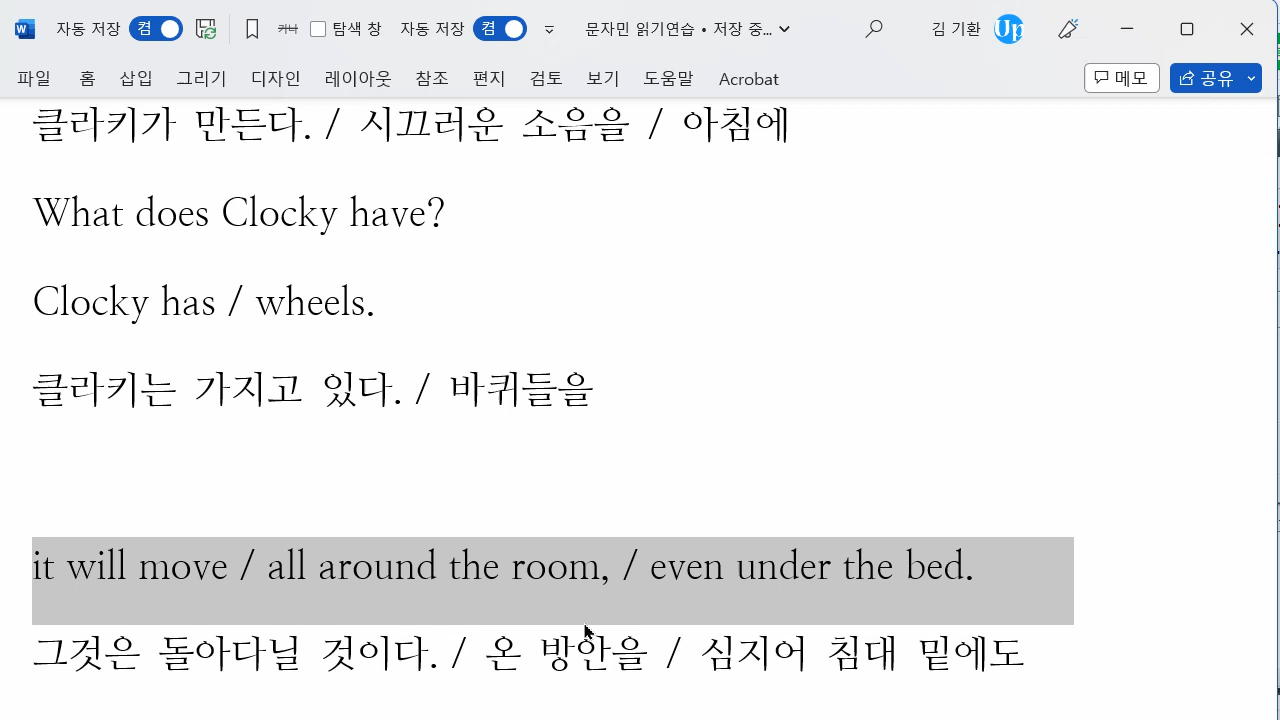 자동 저장 켬 가나 탐색 창 자동 저장 켬 문자민 읽기연습 • 저장 중... 김 기환 Up
파일 홈 삽입 그리기 디자인 레이아웃 참조 편지 검토 보기 도움말 Acrobat 메모 공유
클라키가 만든다. / 시끄러운 소음을 / 아침에
What does Clocky have?
Clocky has / wheels.
클라키는 가지고 있다. / 바퀴들을
it will move / all around the room, / even under the bed.
그것은 돌아다닐 것이다. / 온 방안을 / 심지어 침대 밑에도